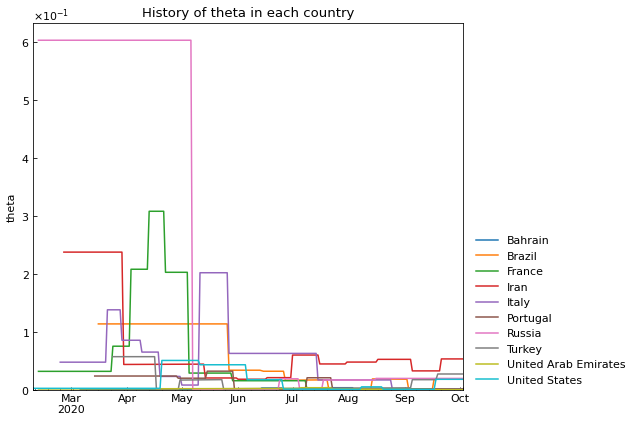 History of theta in each country
×10⁻¹
6
5
4
3
2
1
0
theta
Mar
2020
Apr
May
Jun
Jul
Aug
Sep
Oct
Bahrain
Brazil
France
Iran
Italy
Portugal
Russia
Turkey
United Arab Emirates
United States